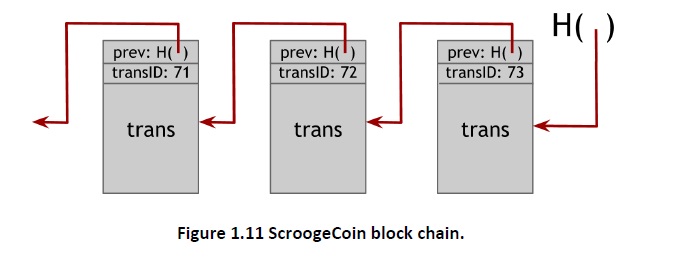 H( )
prev: H( )
transID: 71
trans
prev: H( )
transID: 72
trans
prev: H( )
transID: 73
trans
Figure 1.11 ScroogeCoin block chain.